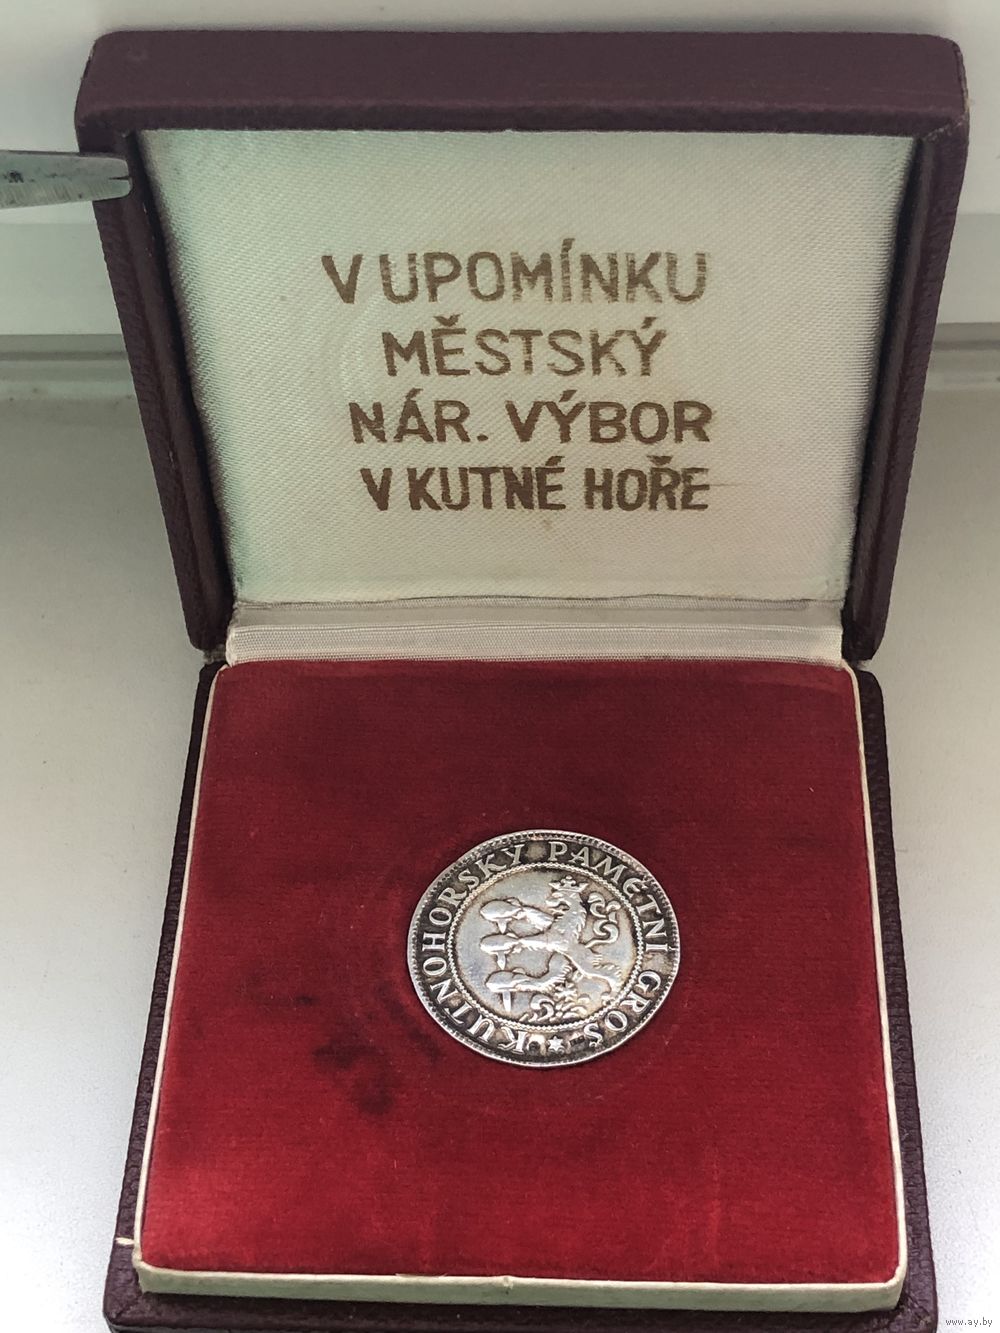 V UPOMÍNKU
MĚSTSKÝ
NÁR. VÝBOR
V KUTNÉ HOŘE
KUTNOHORSKÝ PAMĚTNÍ GROŠ
www.ay.by